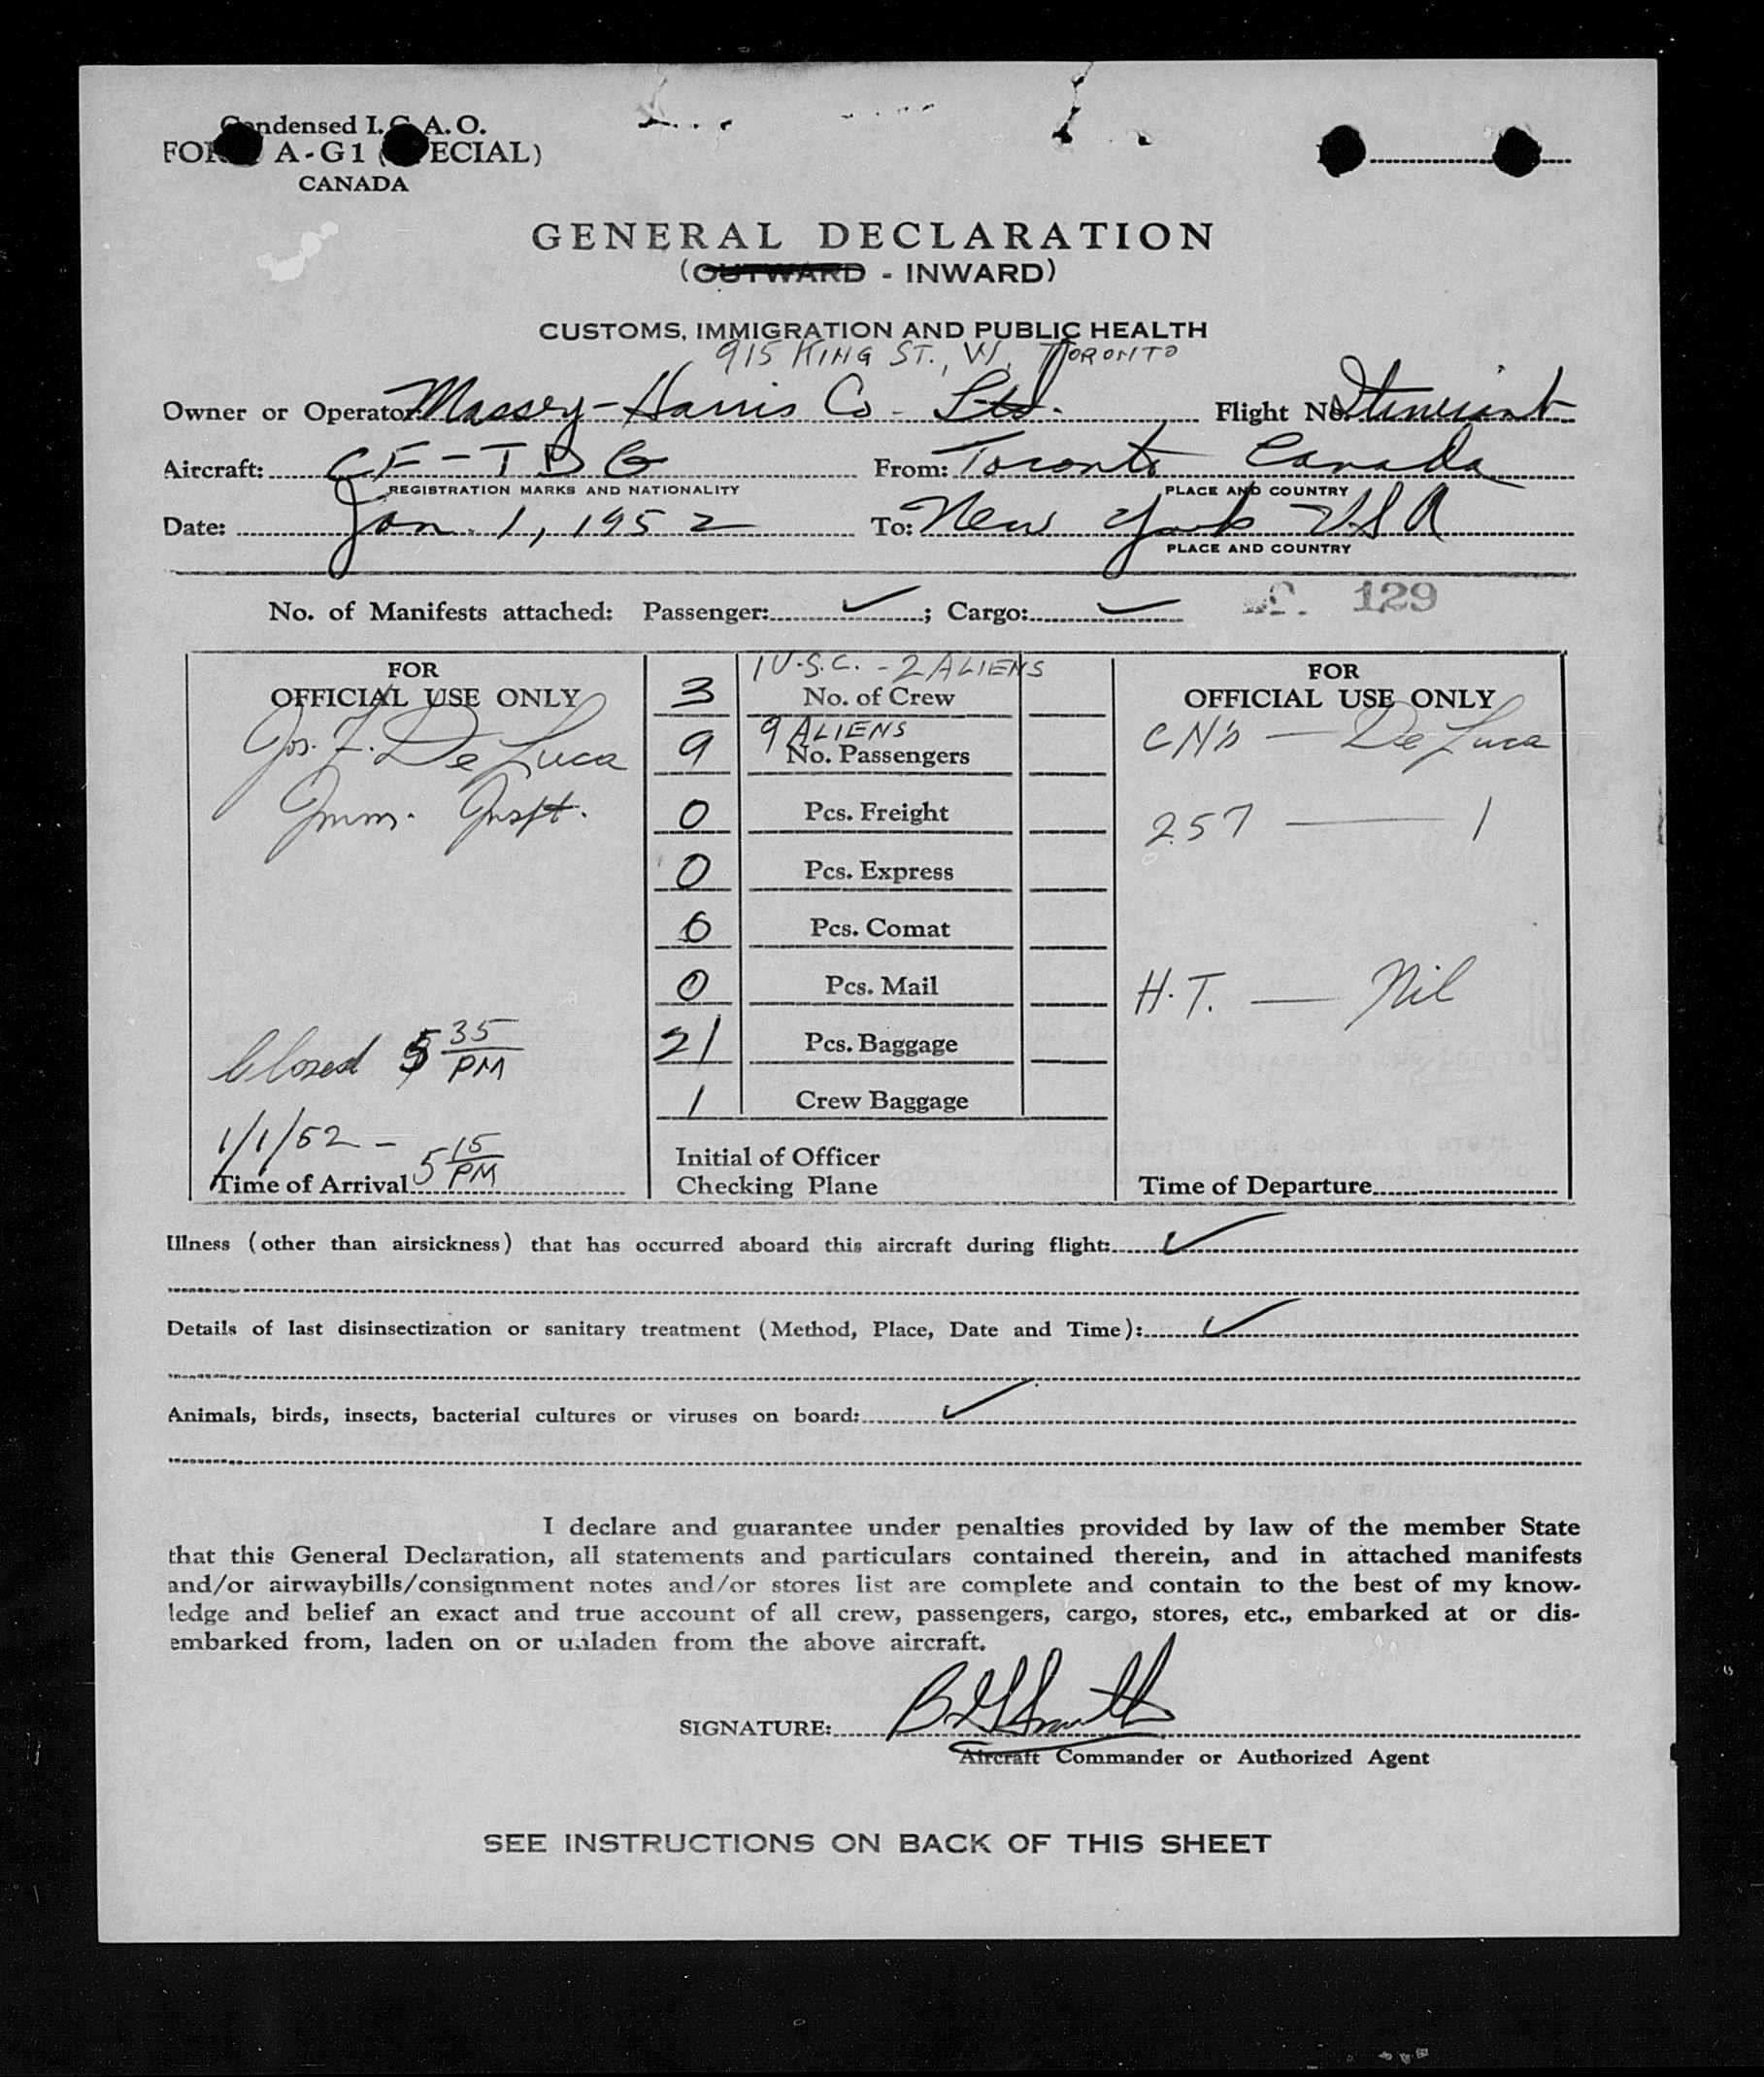 Condensed I.C.A.O.
FORM A-G1 (SPECIAL)
CANADA
GENERAL DECLARATION
(OUTWARD - INWARD)
CUSTOMS, IMMIGRATION AND PUBLIC HEALTH
915 KING ST., W. TORONTO
Owner or Operator: Massey-Harris Co. Ltd. Flight No. Itinerant
Aircraft: CF-TDG From: Toronto Canada
REGISTRATION MARKS AND NATIONALITY PLACE AND COUNTRY
Date: Jan. 1, 1952 To: New York USA
PLACE AND COUNTRY
129
No. of Manifests attached: Passenger: ✓; Cargo: ✓
FOR
OFFICIAL USE ONLY
Jos. F. De Luca
Imm. Inspt.
Closed 5 35 PM
1/1/52 - 5 15 PM
Time of Arrival
1 U.S.C. - 2 ALIENS
3 No. of Crew
9 ALIENS
9 No. Passengers
0 Pcs. Freight
0 Pcs. Express
0 Pcs. Comat
0 Pcs. Mail
21 Pcs. Baggage
1 Crew Baggage
Initial of Officer
Checking Plane
FOR
OFFICIAL USE ONLY
De Luca
257 — 1
H.T. — Nil
Time of Departure
Illness (other than airsickness) that has occurred aboard this aircraft during flight: ✓
Details of last disinsectization or sanitary treatment (Method, Place, Date and Time): ✓
Animals, birds, insects, bacterial cultures or viruses on board: ✓
I declare and guarantee under penalties provided by law of the member State
that this General Declaration, all statements and particulars contained therein, and in attached manifests
and/or airwaybills/consignment notes and/or stores list are complete and contain to the best of my know-
ledge and belief an exact and true account of all crew, passengers, cargo, stores, etc., embarked at or dis-
embarked from, laden on or unladen from the above aircraft.
SIGNATURE: Smith
Aircraft Commander or Authorized Agent
SEE INSTRUCTIONS ON BACK OF THIS SHEET